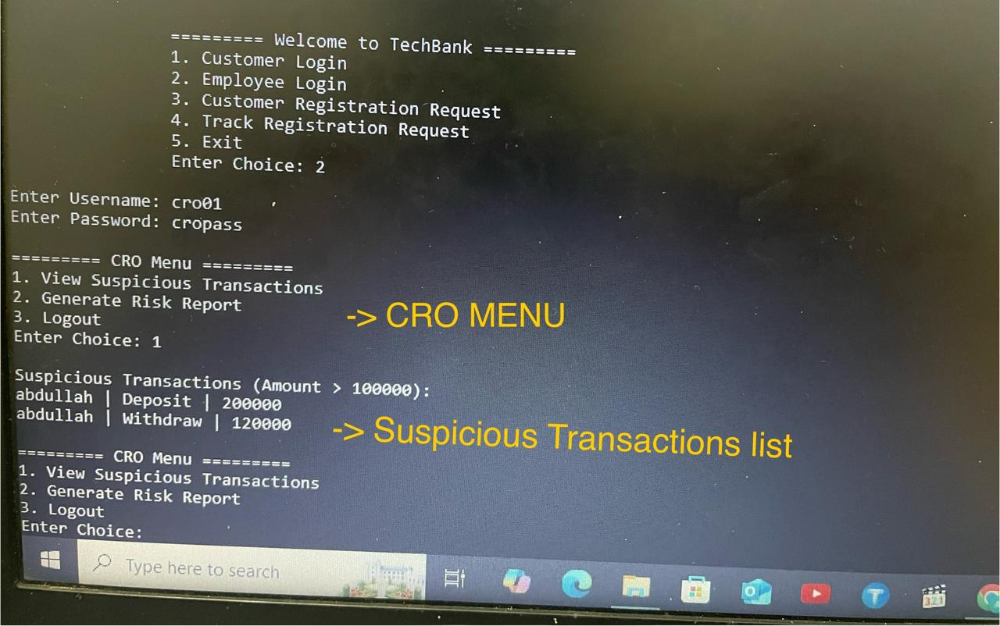 ========= Welcome to TechBank =========
1. Customer Login
2. Employee Login
3. Customer Registration Request
4. Track Registration Request
5. Exit
Enter Choice: 2
Enter Username: cro01
Enter Password: cropass
========= CRO Menu =========
1. View Suspicious Transactions
2. Generate Risk Report
3. Logout
-> CRO MENU
Enter Choice: 1
Suspicious Transactions (Amount > 100000):
abdullah | Deposit | 200000
abdullah | Withdraw | 120000
-> Suspicious Transactions list
========= CRO Menu =========
1. View Suspicious Transactions
2. Generate Risk Report
3. Logout
Enter Choice:
Type here to search
321